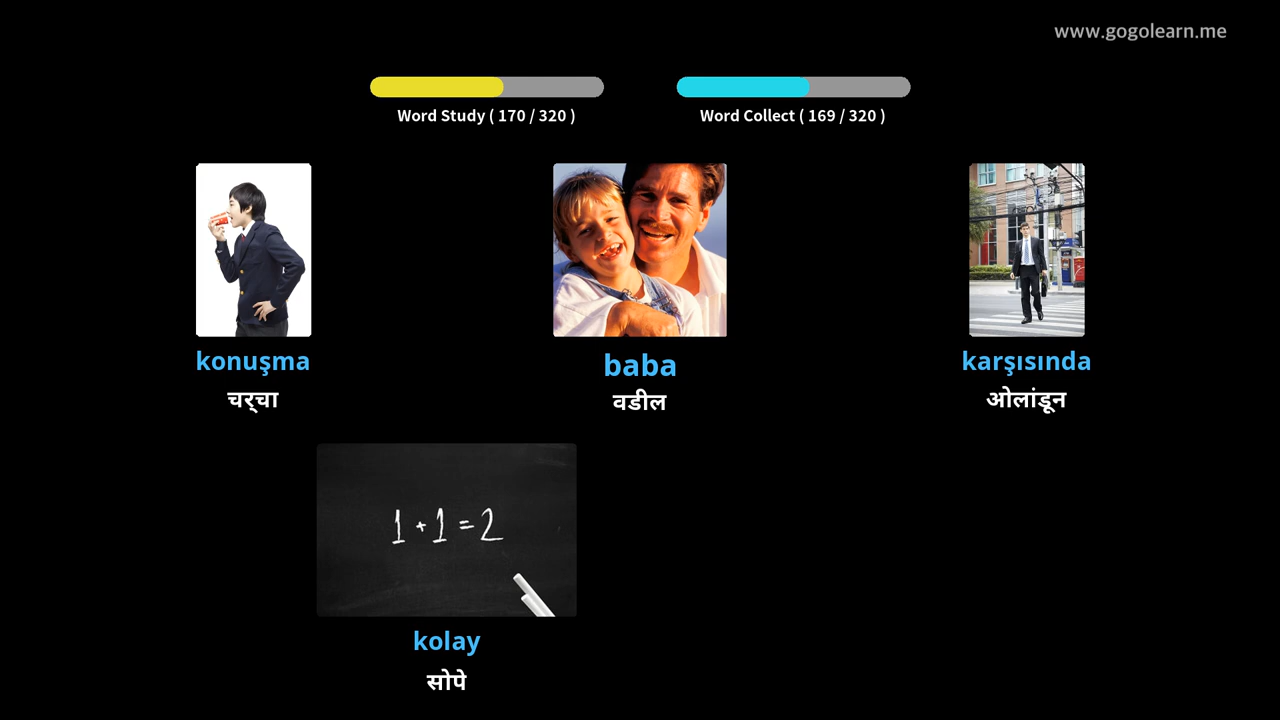 www.gogolearn.me
Word Study ( 170 / 320 )
Word Collect ( 169 / 320 )
konuşma
चर्‍चा
baba
वडील
karşısında
ओलांडून
1 + 1 = 2
kolay
सोपे